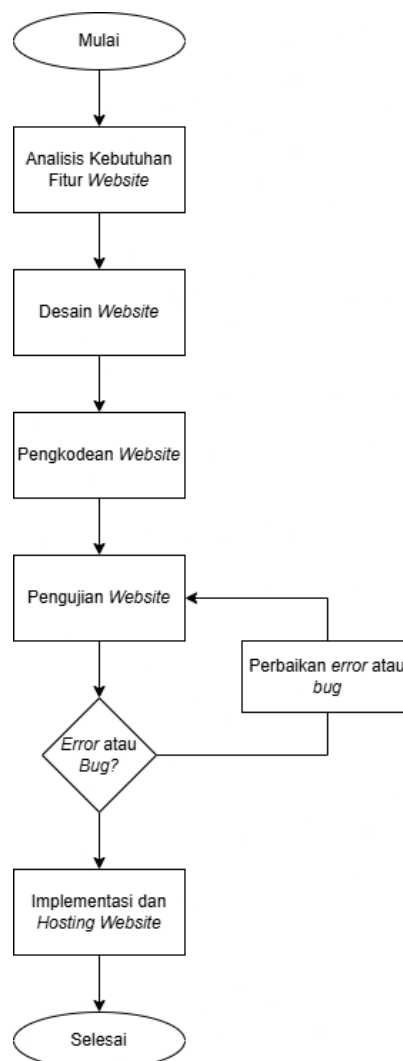 Mulai
Analisis Kebutuhan
Fitur Website
Desain Website
Pengkodean Website
Pengujian Website
Perbaikan error atau
bug
Error atau
Bug?
Implementasi dan
Hosting Website
Selesai